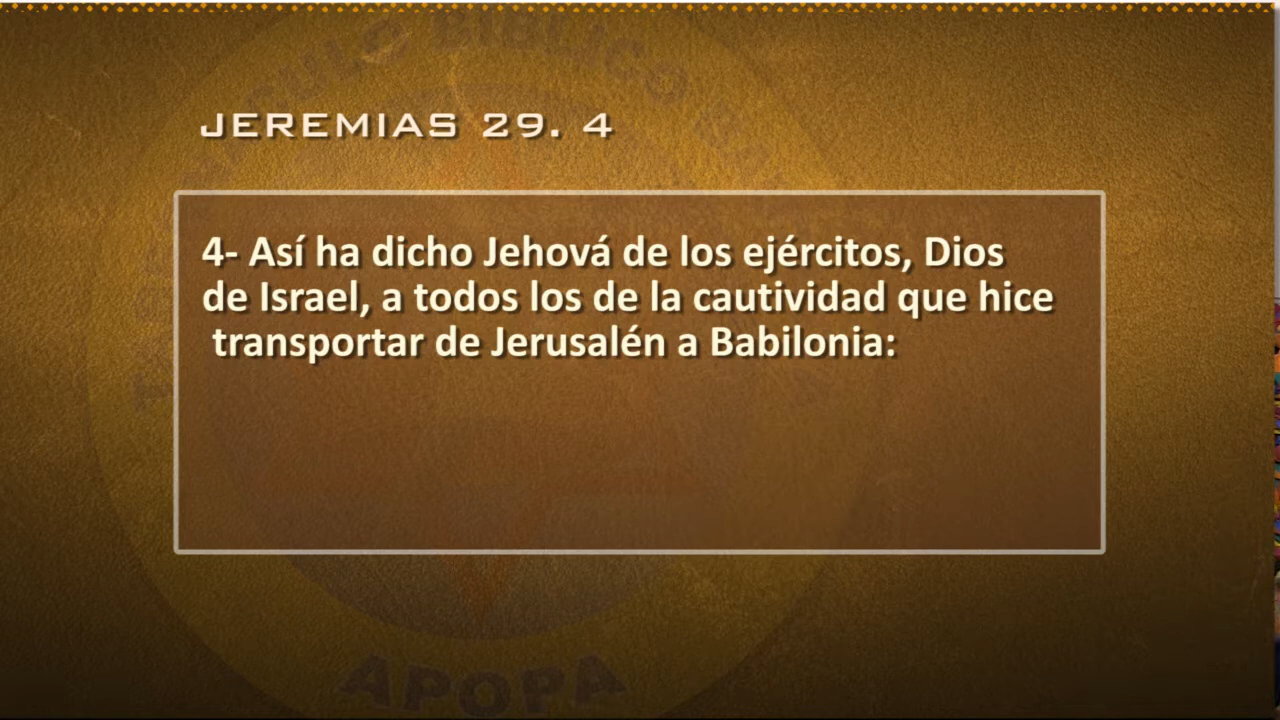 JEREMIAS 29. 4
4- Así ha dicho Jehová de los ejércitos, Dios
de Israel, a todos los de la cautividad que hice
transportar de Jerusalén a Babilonia:
APOPA